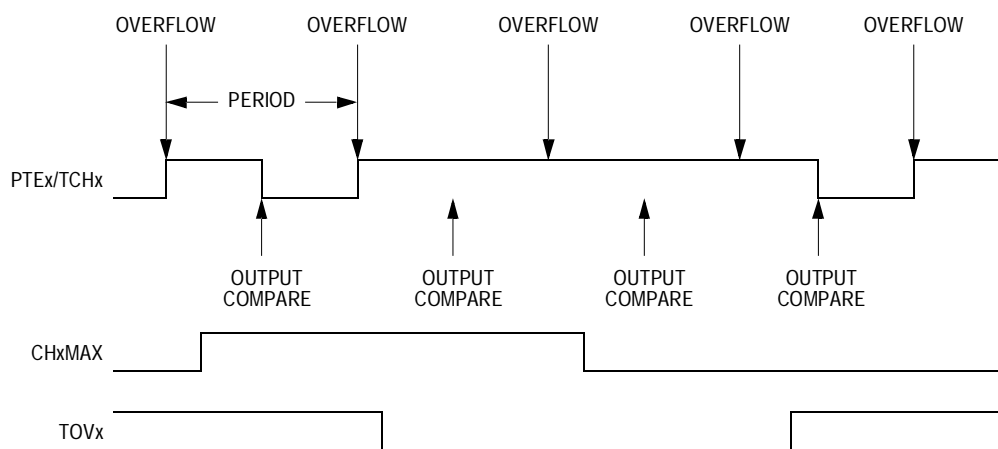 OVERFLOW OVERFLOW OVERFLOW OVERFLOW OVERFLOW
PERIOD
PTEx/TCHx
OUTPUT COMPARE
OUTPUT COMPARE
OUTPUT COMPARE
OUTPUT COMPARE
CHxMAX
TOVx